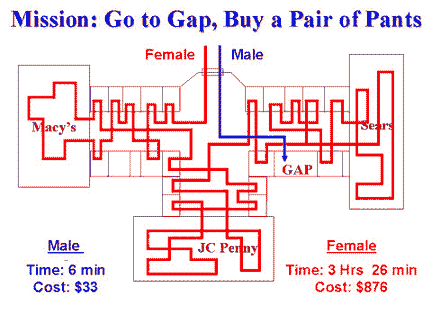 Mission: Go to Gap, Buy a Pair of Pants
Female Male
Macy's
Sears
GAP
JC Penny
Male
Time: 6 min
Cost: $33
Female
Time: 3 Hrs 26 min
Cost: $876